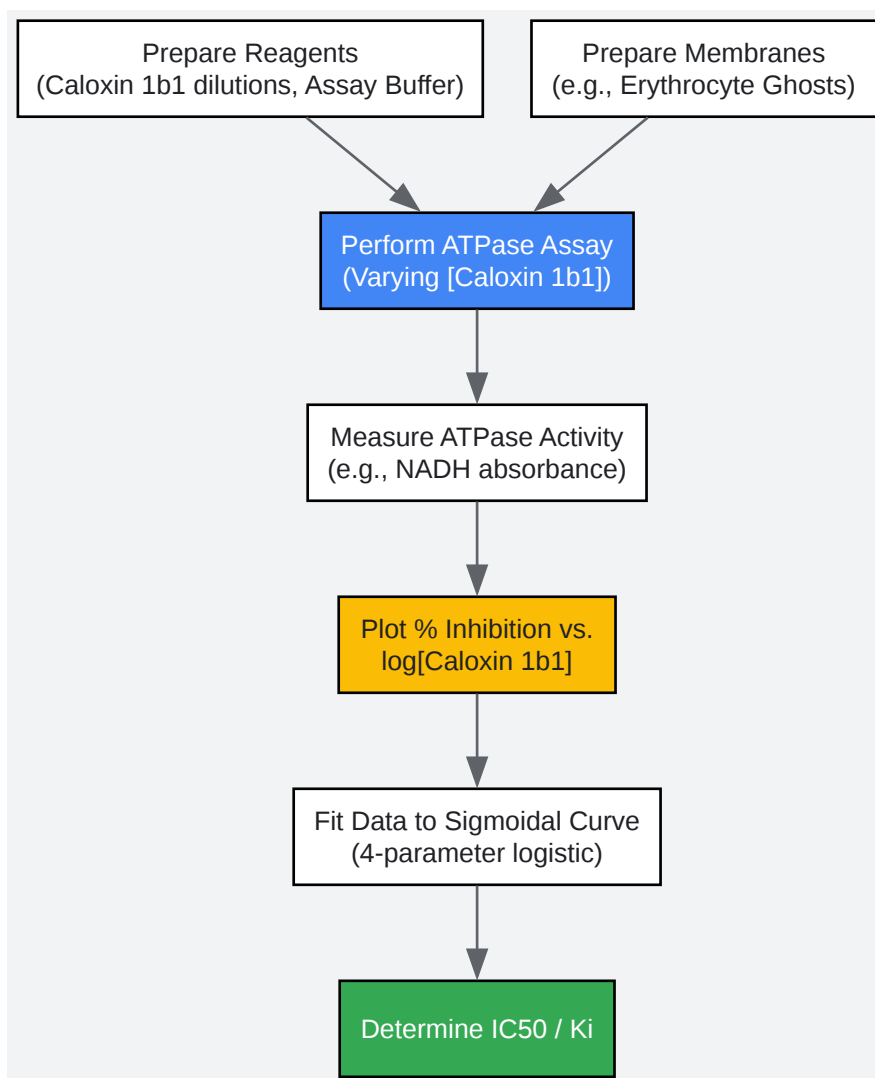 Prepare Reagents
(Caloxin 1b1 dilutions, Assay Buffer)
Prepare Membranes
(e.g., Erythrocyte Ghosts)
Perform ATPase Assay
(Varying [Caloxin 1b1])
Measure ATPase Activity
(e.g., NADH absorbance)
Plot % Inhibition vs.
log[Caloxin 1b1]
Fit Data to Sigmoidal Curve
(4-parameter logistic)
Determine IC50 / Ki